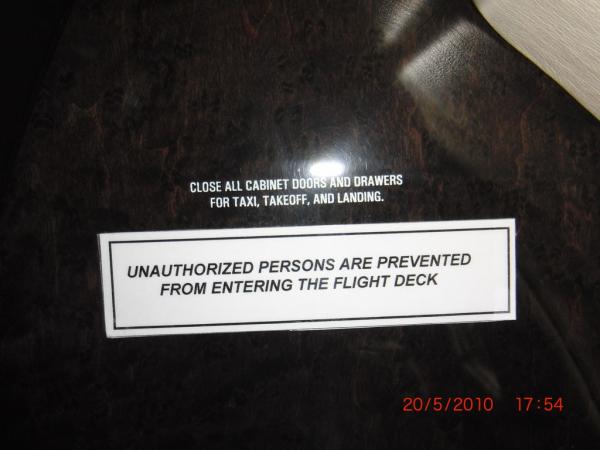 CLOSE ALL CABINET DOORS AND DRAWERS
FOR TAXI, TAKEOFF, AND LANDING.
UNAUTHORIZED PERSONS ARE PREVENTED
FROM ENTERING THE FLIGHT DECK
20/5/2010 17:54